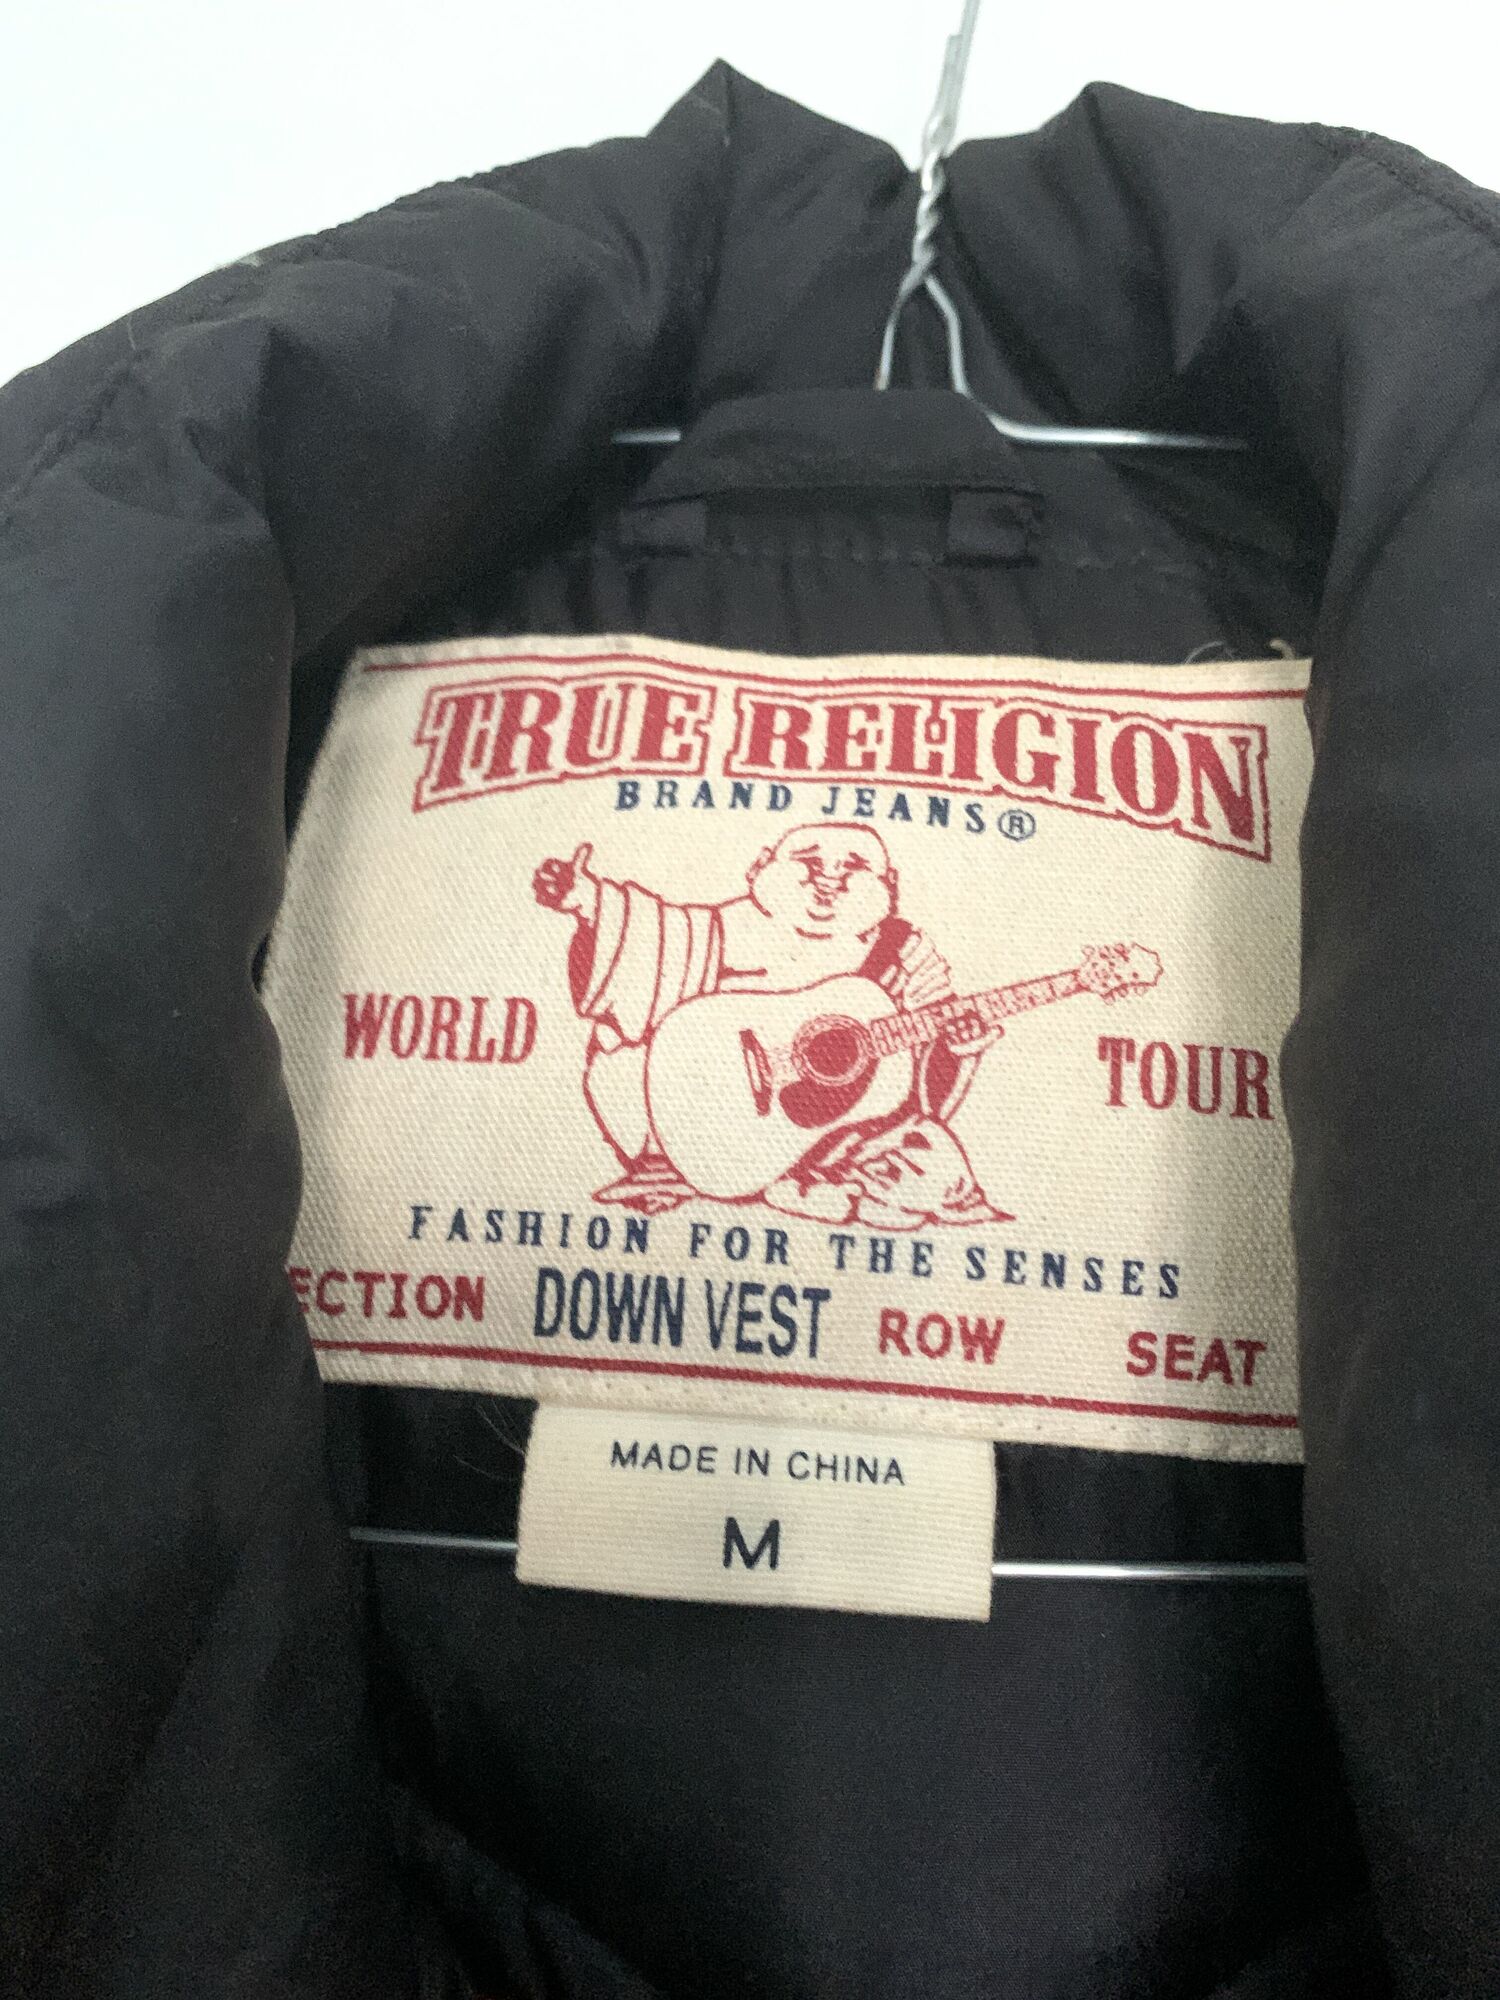 TRUE RELIGION
BRAND JEANS®
WORLD TOUR
FASHION FOR THE SENSES
ECTION DOWN VEST ROW SEAT
MADE IN CHINA
M